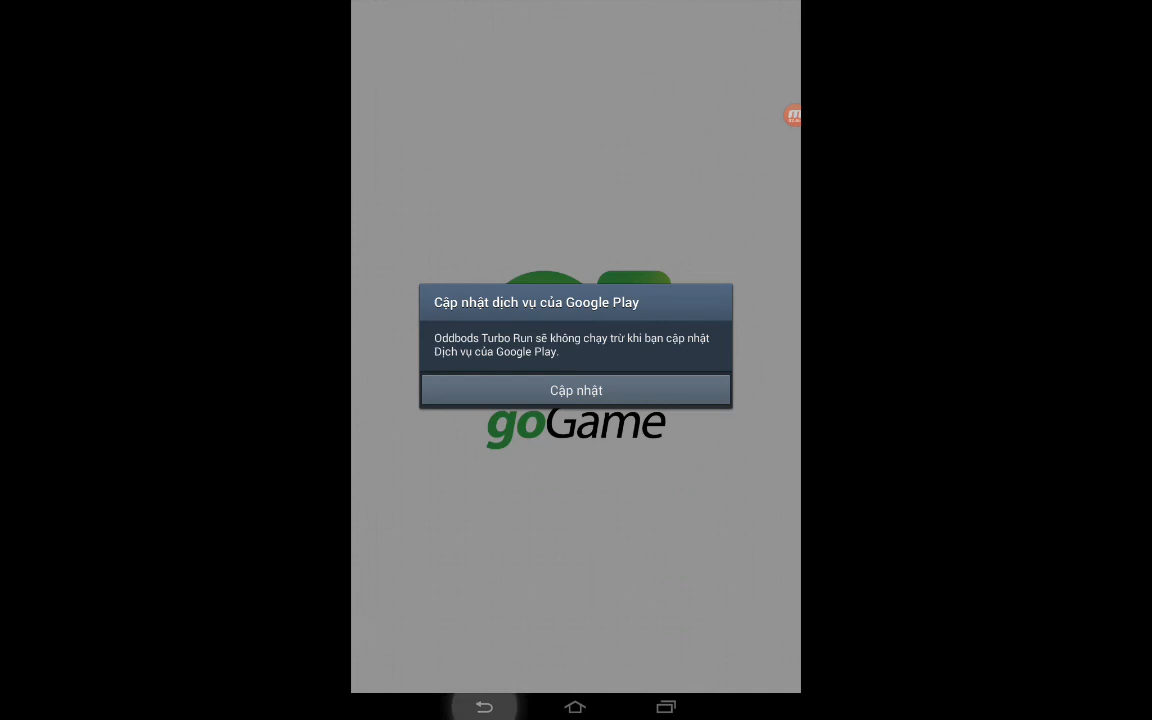 Cập nhật dịch vụ của Google Play
Oddbods Turbo Run sẽ không chạy trừ khi bạn cập nhật
Dịch vụ của Google Play.
Cập nhật
goGame